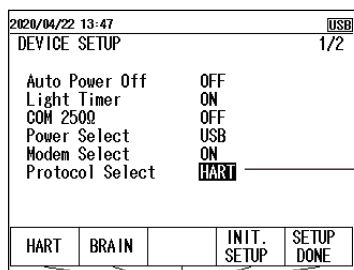 2020/04/22 13:47 USB
DEVICE SETUP 1/2
Auto Power Off OFF
Light Timer ON
COM 250Ω OFF
Power Select USB
Modem Select ON
Protocol Select HART
HART BRAIN INIT. SETUP SETUP DONE